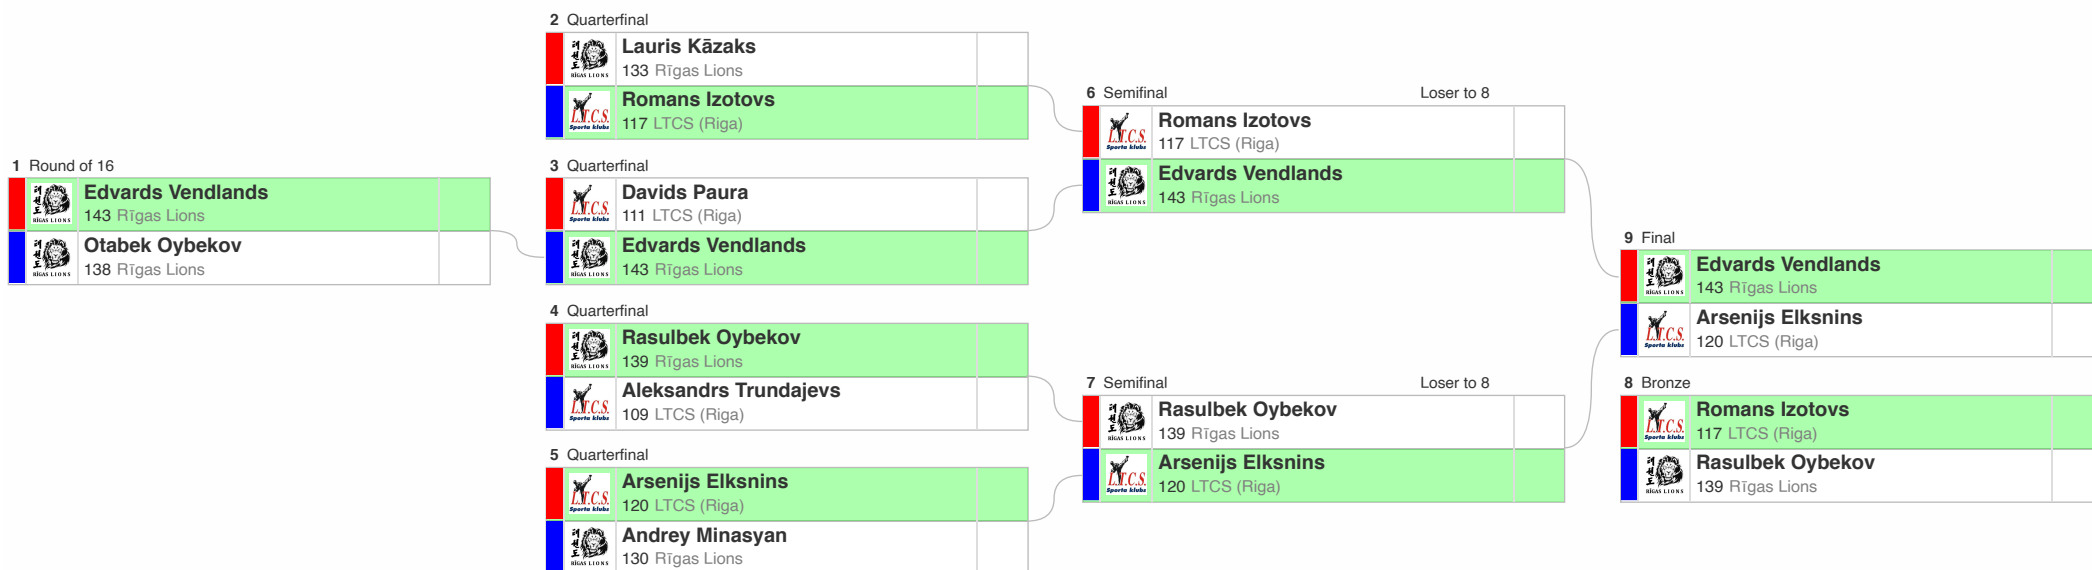 1 Round of 16
Edvards Vendlands
143 Rīgas Lions
Otabek Oybekov
138 Rīgas Lions
2 Quarterfinal
Lauris Kāzaks
133 Rīgas Lions
Romans Izotovs
117 LTCS (Riga)
3 Quarterfinal
Davids Paura
111 LTCS (Riga)
Edvards Vendlands
143 Rīgas Lions
4 Quarterfinal
Rasulbek Oybekov
139 Rīgas Lions
Aleksandrs Trundajevs
109 LTCS (Riga)
5 Quarterfinal
Arsenijs Elksnins
120 LTCS (Riga)
Andrey Minasyan
130 Rīgas Lions
6 Semifinal Loser to 8
Romans Izotovs
117 LTCS (Riga)
Edvards Vendlands
143 Rīgas Lions
7 Semifinal Loser to 8
Rasulbek Oybekov
139 Rīgas Lions
Arsenijs Elksnins
120 LTCS (Riga)
9 Final
Edvards Vendlands
143 Rīgas Lions
Arsenijs Elksnins
120 LTCS (Riga)
8 Bronze
Romans Izotovs
117 LTCS (Riga)
Rasulbek Oybekov
139 Rīgas Lions